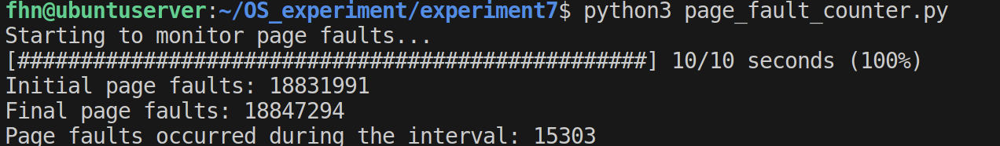 fhn@ubuntuserver:~/OS_experiment/experiment7$ python3 page_fault_counter.py
Starting to monitor page faults...
[##################################################] 10/10 seconds (100%)
Initial page faults: 18831991
Final page faults: 18847294
Page faults occurred during the interval: 15303